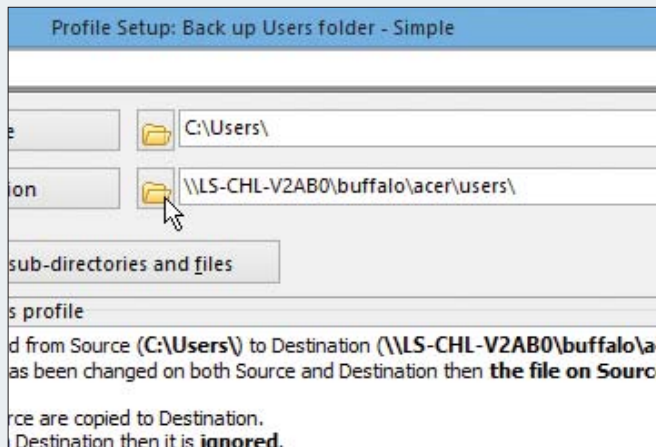 Profile Setup: Back up Users folder - Simple
C:\Users\
ion \\LS-CHL-V2AB0\buffalo\acer\users\
sub-directories and files
s profile
d from Source (C:\Users\) to Destination (\\LS-CHL-V2AB0\buffalo\a
as been changed on both Source and Destination then the file on Sourc
rce are copied to Destination.
Destination then it is ignored.